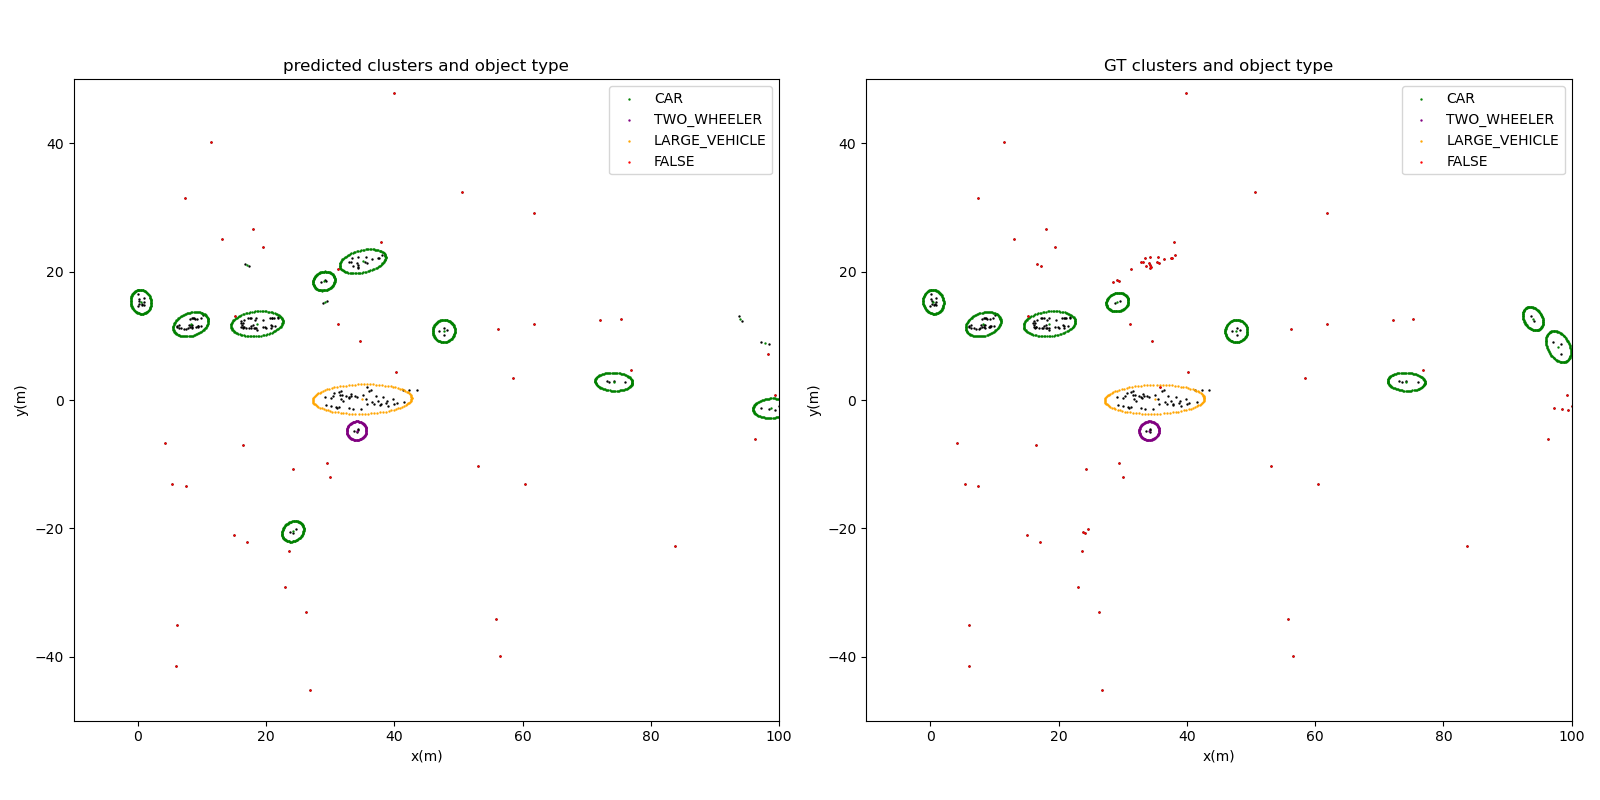 predicted clusters and object type
CAR
TWO_WHEELER
LARGE_VEHICLE
FALSE
40
20
0
−20
−40
y(m)
0
20
40
60
80
100
x(m)
GT clusters and object type
CAR
TWO_WHEELER
LARGE_VEHICLE
FALSE
40
20
0
−20
−40
y(m)
0
20
40
60
80
100
x(m)